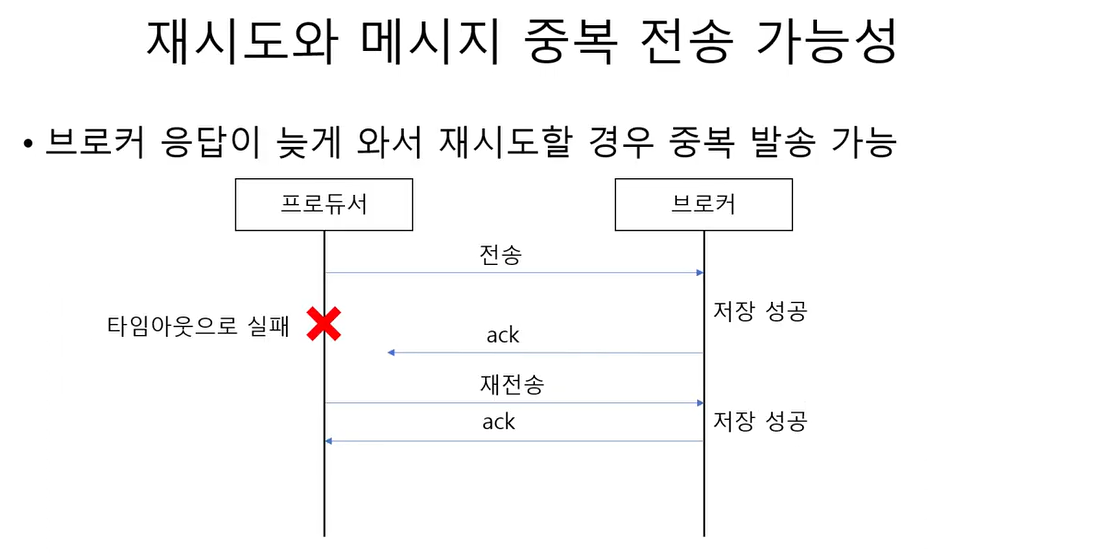 재시도와 메시지 중복 전송 가능성
• 브로커 응답이 늦게 와서 재시도할 경우 중복 발송 가능
프로듀서
브로커
전송
저장 성공
타임아웃으로 실패
ack
재전송
ack
저장 성공